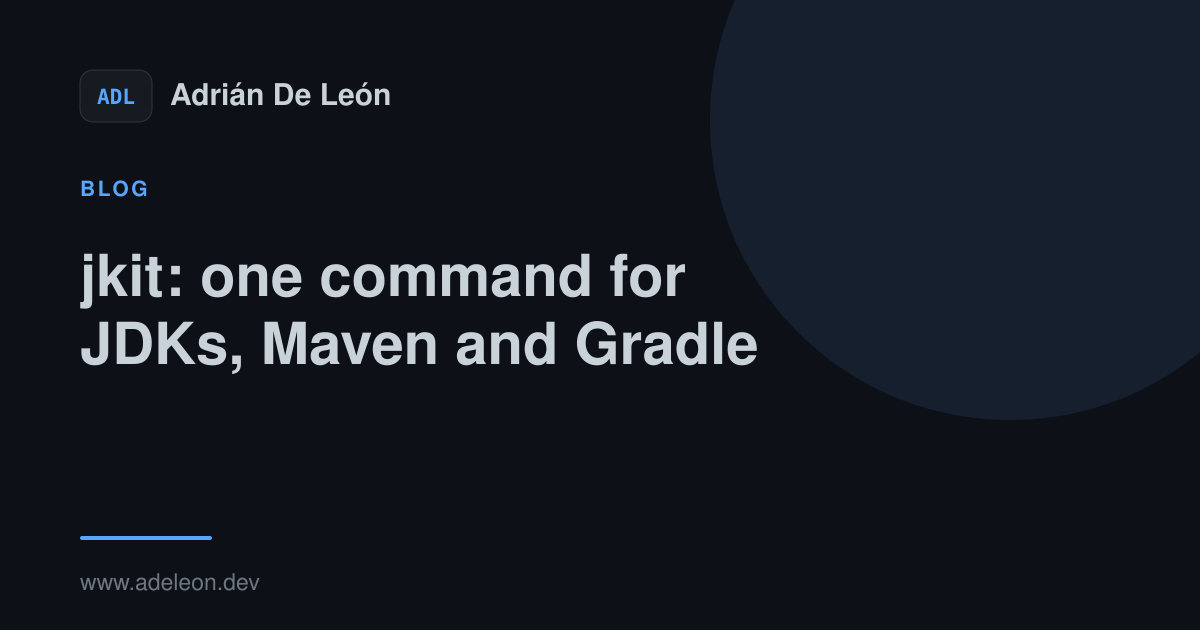 ADL
Adrián De León
BLOG
jkit: one command for
JDKs, Maven and Gradle
www.adeleon.dev